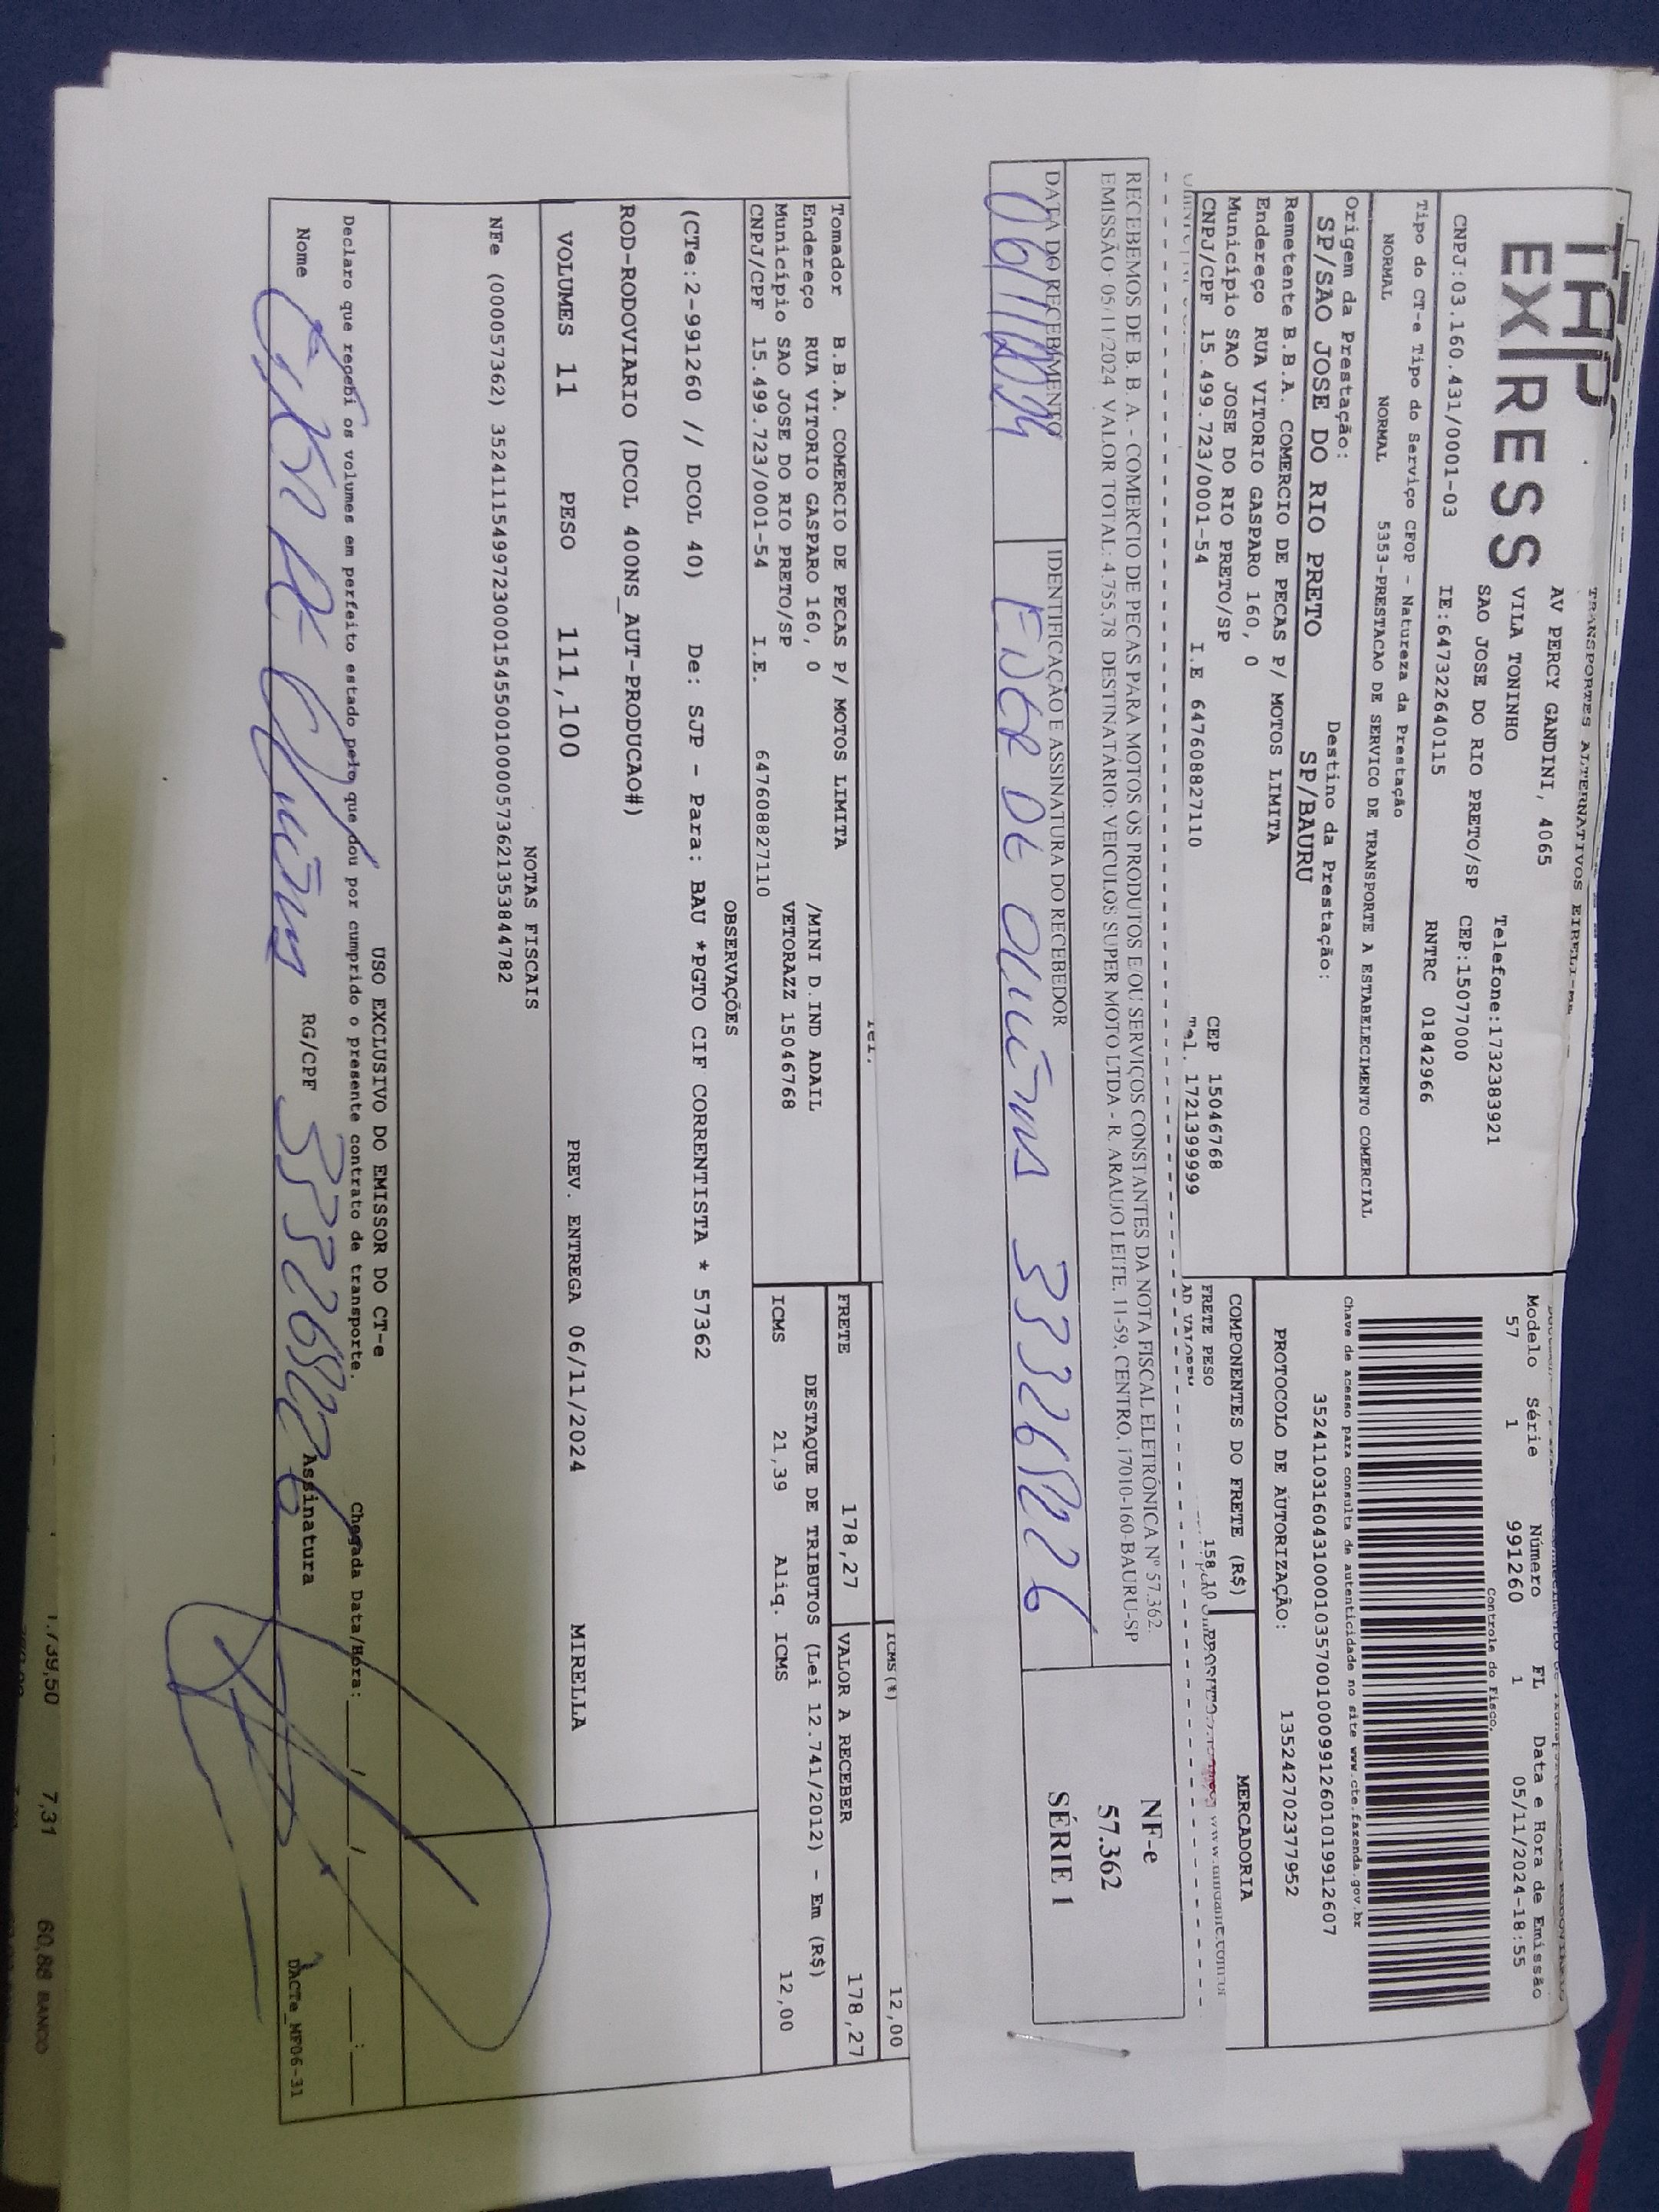 TAP
EXPRESS
TRANSPORTES ALTERNATIVOS EIRELI-ME
AV PERCY GANDINI, 4065
VILA TONINHO
SAO JOSE DO RIO PRETO/SP
Telefone:1732383921
CEP:15077000
CNPJ:03.160.431/0001-03 IE:647322640115 RNTRC 01842966
Modelo Série Número FL Data e Hora de Emissão
57 1 991260 1 05/11/2024-18:55
Controle do Fisco.
Chave de acesso para consulta de autenticidade no site www.cte.fazenda.gov.br
35241103160431000103570010009912601019912607
PROTOCOLO DE AUTORIZAÇÃO: 135242702377952
Tipo do CT-e Tipo do Serviço CFOP - Natureza da Prestação
NORMAL NORMAL 5353-PRESTACAO DE SERVICO DE TRANSPORTE A ESTABELECIMENTO COMERCIAL
Origem da Prestação: Destino da Prestação:
SP/SAO JOSE DO RIO PRETO SP/BAURU
Remetente B.B.A. COMERCIO DE PECAS P/ MOTOS LIMITA
Endereço RUA VITORIO GASPARO 160, 0
Município SAO JOSE DO RIO PRETO/SP CEP 15046768
CNPJ/CPF 15.499.723/0001-54 I.E 647608827110 Tel. 1721399999
COMPONENTES DO FRETE (R$) MERCADORIA
FRETE PESO 158,10
AD VALOREM
RECEBEMOS DE B. B. A. - COMERCIO DE PECAS PARA MOTOS OS PRODUTOS E OU SERVIÇOS CONSTANTES DA NOTA FISCAL ELETRÔNICA Nº 57.362.
EMISSÃO: 05/11/2024 VALOR TOTAL: 4.755,78 DESTINATÁRIO: VEICULOS SUPER MOTO LTDA - R. ARAUJO LEITE, 11-59, CENTRO, 17010-160-BAURU-SP
DATA DO RECEBIMENTO IDENTIFICAÇÃO E ASSINATURA DO RECEBEDOR
06/11/2024 333268226
NF-e
57.362
SÉRIE 1
Tel.
ICMS(%) 12,00
FRETE 178,27 VALOR A RECEBER 178,27
Tomador B.B.A. COMERCIO DE PECAS P/ MOTOS LIMITA
Endereço RUA VITORIO GASPARO 160, 0 /MINI D.IND ADAIL
Município SAO JOSE DO RIO PRETO/SP VETORAZZ 15046768
CNPJ/CPF 15.499.723/0001-54 I.E. 647608827110
DESTAQUE DE TRIBUTOS (Lei 12.741/2012) - Em (R$)
ICMS 21,39 Aliq. ICMS 12,00
OBSERVAÇÕES
(CTe:2-991260 // DCOL 40) De: SJP - Para: BAU *PGTO CIF CORRENTISTA * 57362
ROD-RODOVIARIO (DCOL 400NS_AUT-PRODUCAO#)
VOLUMES 11 PESO 111,100 PREV. ENTREGA 06/11/2024 MIRELLA
NOTAS FISCAIS
NFe (000057362) 35241115499723000154550010000573621353844782
USO EXCLUSIVO DO EMISSOR DO CT-e
Declaro que recebi os volumes em perfeito estado pelo que dou por cumprido o presente contrato de transporte. Chegada Data/Hora: ___/___/___ ___:___
Nome RG/CPF 333268226 Assinatura
DACTe_MF06-31
1.739,50 7,31 60,88 BANCO